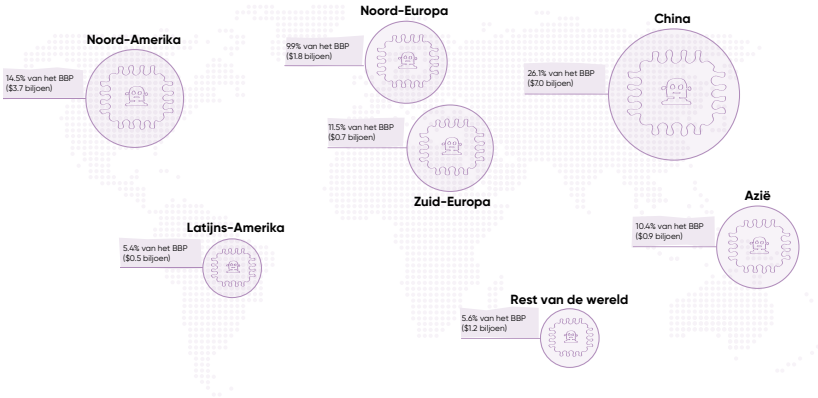 Noord-Amerika
14.5% van het BBP
($3.7 biljoen)
Noord-Europa
9.9% van het BBP
($1.8 biljoen)
China
26.1% van het BBP
($7.0 biljoen)
11.5% van het BBP
($0.7 biljoen)
Zuid-Europa
Azië
10.4% van het BBP
($0.9 biljoen)
Latijns-Amerika
5.4% van het BBP
($0.5 biljoen)
Rest van de wereld
5.6% van het BBP
($1.2 biljoen)